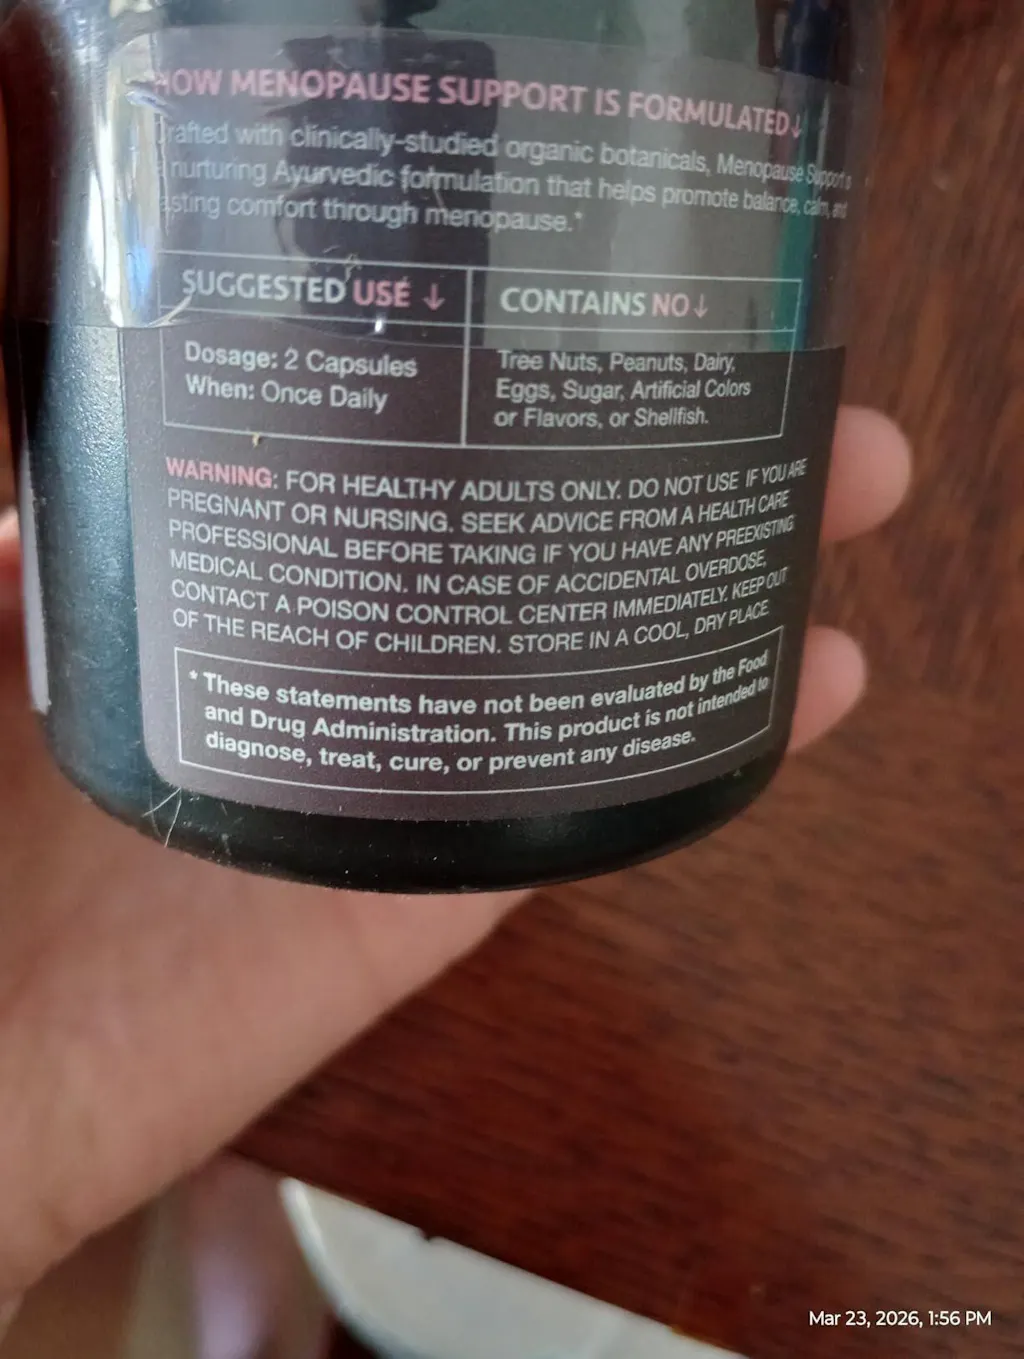 HOW MENOPAUSE SUPPORT IS FORMULATED↓
Crafted with clinically-studied organic botanicals, Menopause Support
nurturing Ayurvedic formulation that helps promote balance, calm, and
lasting comfort through menopause.*
SUGGESTED USE ↓
Dosage: 2 Capsules
When: Once Daily
CONTAINS NO↓
Tree Nuts, Peanuts, Dairy,
Eggs, Sugar, Artificial Colors
or Flavors, or Shellfish.
WARNING: FOR HEALTHY ADULTS ONLY. DO NOT USE IF YOU ARE
PREGNANT OR NURSING. SEEK ADVICE FROM A HEALTH CARE
PROFESSIONAL BEFORE TAKING IF YOU HAVE ANY PREEXISTING
MEDICAL CONDITION. IN CASE OF ACCIDENTAL OVERDOSE,
CONTACT A POISON CONTROL CENTER IMMEDIATELY. KEEP OUT
OF THE REACH OF CHILDREN. STORE IN A COOL, DRY PLACE.
* These statements have not been evaluated by the Food
and Drug Administration. This product is not intended to
diagnose, treat, cure, or prevent any disease.
Mar 23, 2026, 1:56 PM